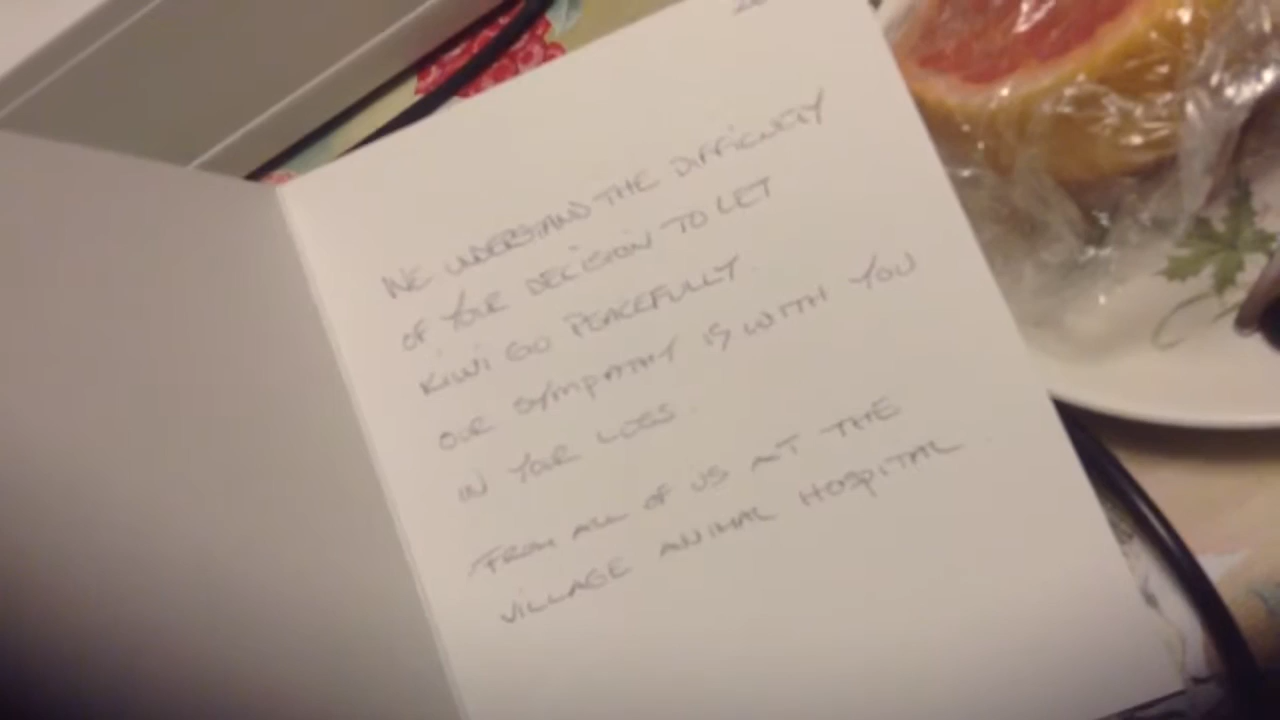 WE UNDERSTAND THE DIFFICULTY
OF YOUR DECISION TO LET
KIWI GO PEACEFULLY
OUR SYMPATHY IS WITH YOU
IN YOUR LOSS.
FROM ALL OF US AT THE
VILLAGE ANIMAL HOSPITAL